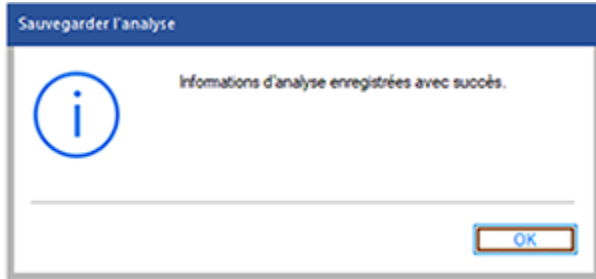 Sauvegarder l'analyse
Informations d'analyse enregistrées avec succès.
OK